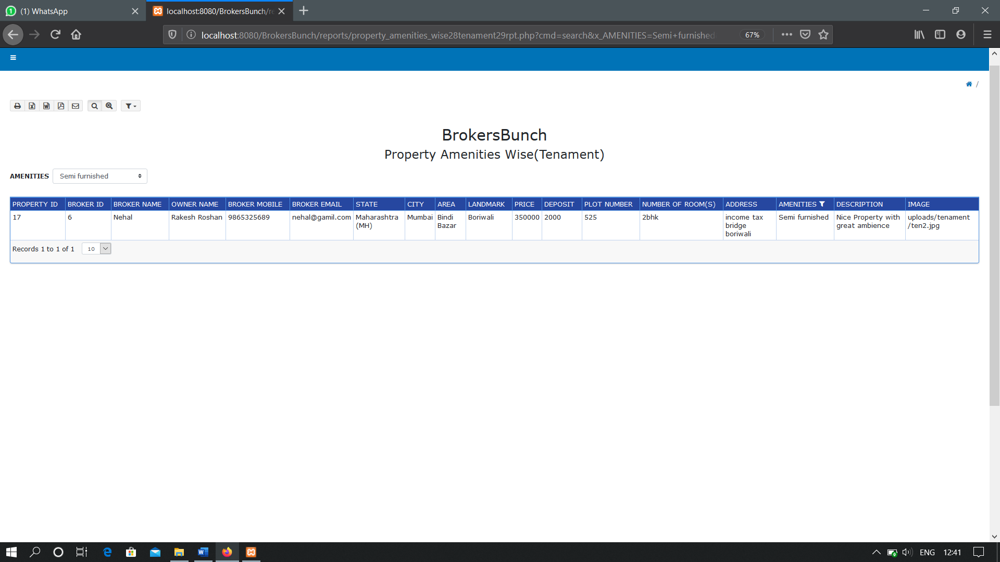 (1) WhatsApp
localhost:8080/BrokersBunch/re
localhost:8080/BrokersBunch/reports/property_amenities_wise28tenament29rpt.php?cmd=search&x_AMENITIES=Semi+furnished
67%
/
BrokersBunch
Property Amenities Wise(Tenament)
AMENITIES Semi furnished
PROPERTY ID BROKER ID BROKER NAME OWNER NAME BROKER MOBILE BROKER EMAIL STATE CITY AREA LANDMARK PRICE DEPOSIT PLOT NUMBER NUMBER OF ROOM(S) ADDRESS AMENITIES DESCRIPTION IMAGE
17 6 Nehal Rakesh Roshan 9865325689 nehal@gamil.com Maharashtra Mumbai Bindi Boriwali 350000 2000 525 2bhk income tax Semi furnished Nice Property with uploads/tenament
(MH) Bazar bridge great ambience /ten2.jpg
boriwali
Records 1 to 1 of 1 10
ENG 12:41